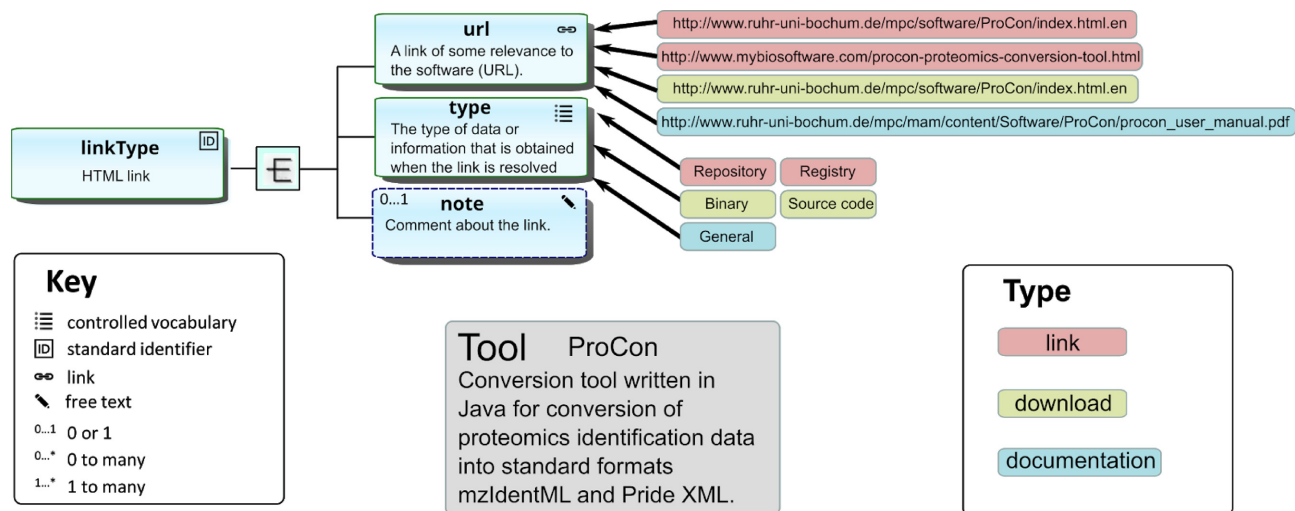 url
A link of some relevance to
the software (URL).
http://www.ruhr-uni-bochum.de/mpc/software/ProCon/index.html.en
http://www.mybiosoftware.com/procon-proteomics-conversion-tool.html
http://www.ruhr-uni-bochum.de/mpc/software/ProCon/index.html.en
http://www.ruhr-uni-bochum.de/mpc/mam/content/Software/ProCon/procon_user_manual.pdf
type
The type of data or
information that is obtained
when the link is resolved
linkType
ID
HTML link
Repository Registry
Binary Source code
General
0...1
note
Comment about the link.
Key
controlled vocabulary
ID standard identifier
link
free text
0...1 0 or 1
0...* 0 to many
1...* 1 to many
Tool ProCon
Conversion tool written in
Java for conversion of
proteomics identification data
into standard formats
mzIdentML and Pride XML.
Type
link
download
documentation